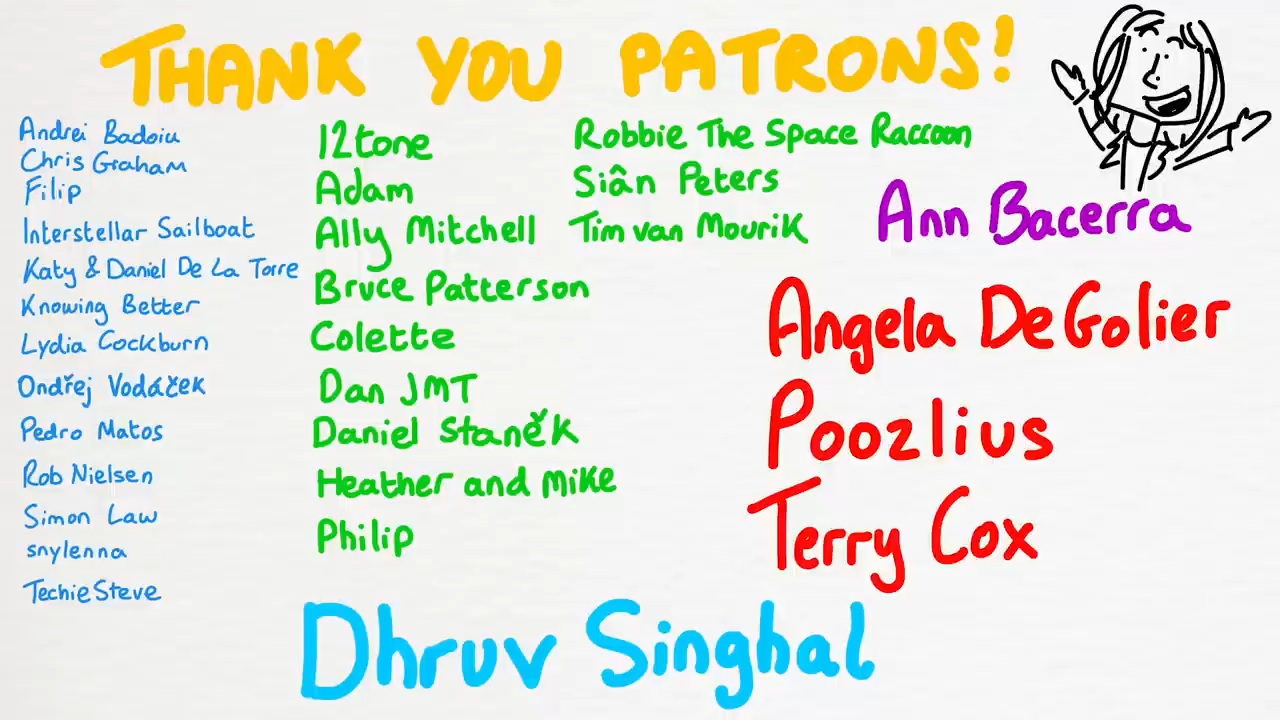 THANK YOU PATRONS!
Andrei Badoiu
Chris Graham
Filip
Interstellar Sailboat
Katy & Daniel De La Torre
Knowing Better
Lydia Cockburn
Ondřej Vodáček
Pedro Matos
Rob Nielsen
Simon Law
snylenna
TechieSteve
12tone
Adam
Ally Mitchell
Bruce Patterson
Colette
Dan JMT
Daniel Staněk
Heather and Mike
Philip
Robbie The Space Raccoon
Siân Peters
Tim van Mourik
Ann Bacerra
Angela DeGolier
Poozlius
Terry Cox
Dhruv Singhal